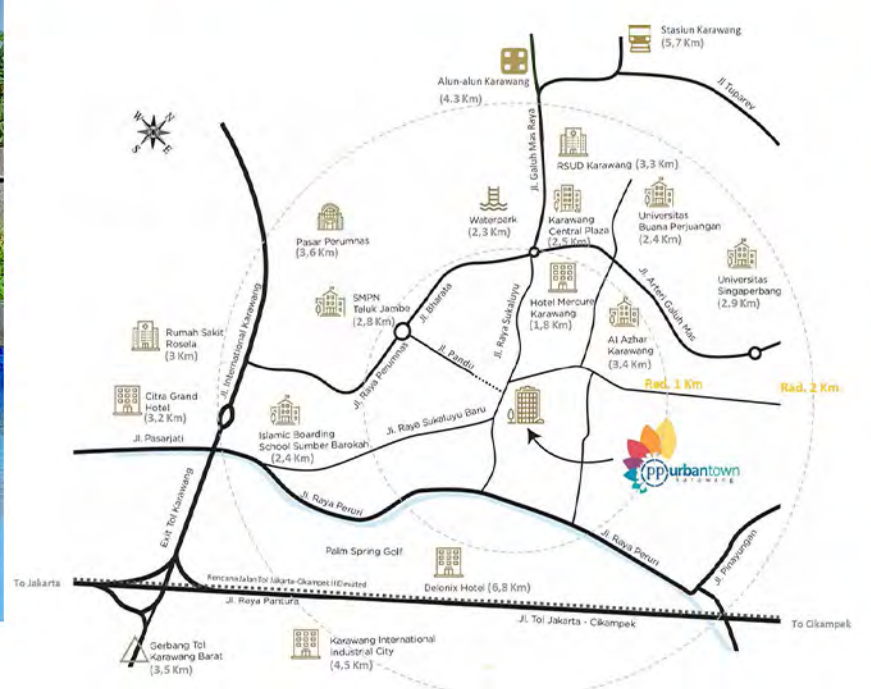 Stasiun Karawang
(5,7 Km)
Alun-alun Karawang
(4.3 Km)
Jl Tuparev
N
W
E
S
Jl. Galuh Mas Raya
RSUD Karawang (3,3 Km)
Waterpark
(2,3 Km)
Karawang
Central Plaza
(2,5 Km)
Universitas
Buana Perjuangan
(2.4 Km)
Pasar Perumnas
(3,6 Km)
Universitas
Singaperbang
(2,9 Km)
Jl. International Karawang
SMPN
Teluk Jambe
(2,8 Km)
Jl. Bharata
Jl. Raya Sukaluyu
Hotel Mercure
Karawang
(1,8 Km)
Jl. Arteri Galuh Mas
Al Azhar
Karawang
(3,4 Km)
Rumah Sakit
Rosela
(3 Km)
Jl. Pandu
Jl. Raya Perumnas
Rad. 1 Km
Rad. 2 Km
Citra Grand
Hotel
(3,2 Km)
Jl. Raya Sukaluyu Baru
Islamic Boarding
School Sumber Barokah
(2,4 Km)
Jl. Pasarjati
pp urbantown
karawang
Exit Tol Karawang
Jl. Raya Peruri
Jl. Raya Peruri
Jl. Pinayungan
Palm Spring Golf
Delonix Hotel (6,8 Km)
To Jakarta
Rencana Jalan Tol Jakarta-Cikampek II Elevated
Jl. Raya Pantura
Jl. Tol Jakarta - Cikampek
To Cikampek
Gerbang Tol
Karawang Barat
(3,5 Km)
Karawang International
Industrial City
(4,5 Km)